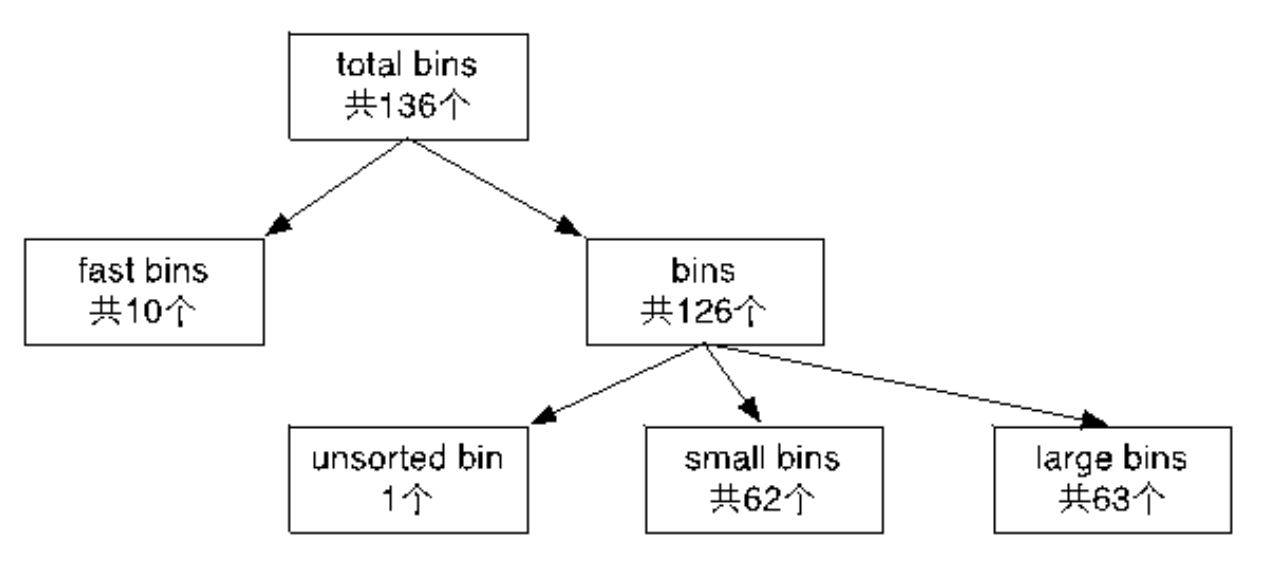 total bins
共136个
fast bins
共10个
bins
共126个
unsorted bin
1个
small bins
共62个
large bins
共63个